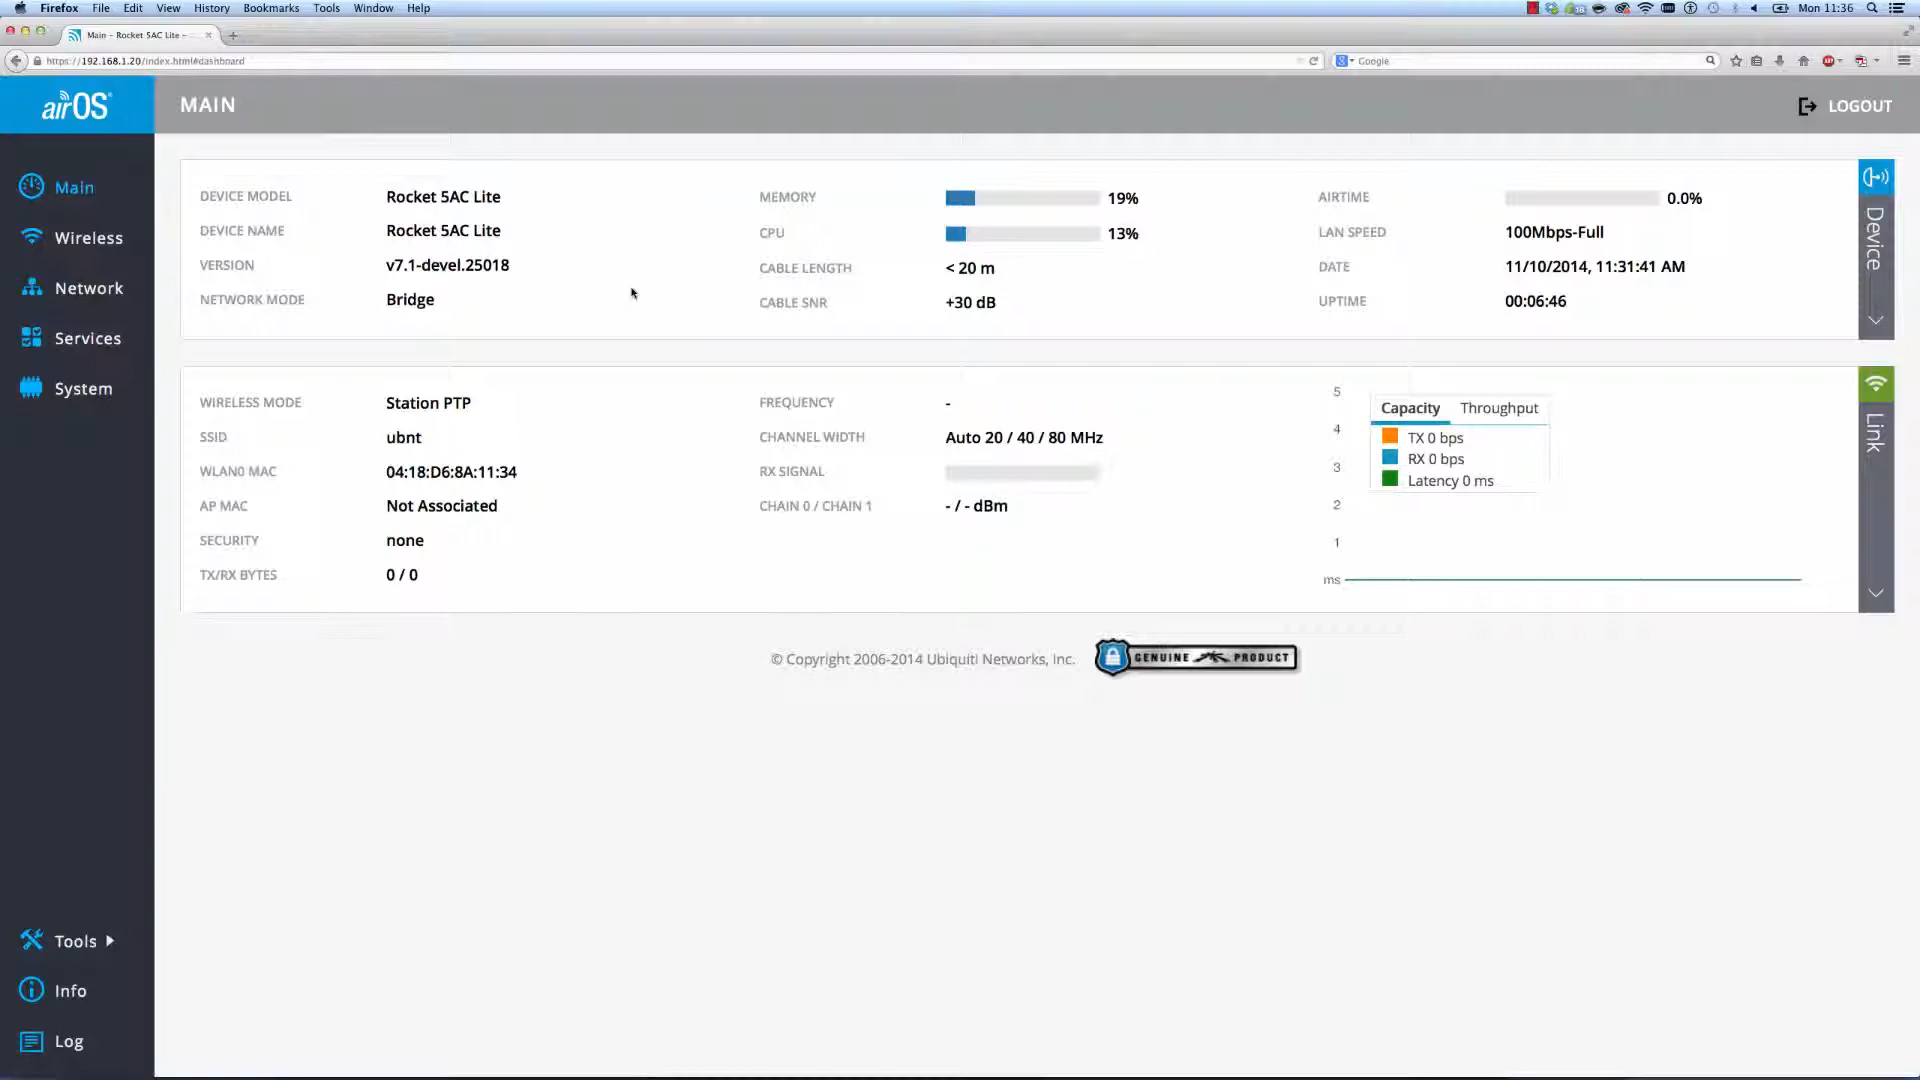 Firefox File Edit View History Bookmarks Tools Window Help Mon 11:36
Main - Rocket 5AC Lite -
https://192.168.1.20/index.html#dashboard Google
airOS MAIN LOGOUT
Main
Wireless
Network
Services
System
DEVICE MODEL Rocket 5AC Lite MEMORY 19% AIRTIME 0.0%
DEVICE NAME Rocket 5AC Lite CPU 13% LAN SPEED 100Mbps-Full
VERSION v7.1-devel.25018 CABLE LENGTH < 20 m DATE 11/10/2014, 11:31:41 AM
NETWORK MODE Bridge CABLE SNR +30 dB UPTIME 00:06:46
Device
WIRELESS MODE Station PTP FREQUENCY -
SSID ubnt CHANNEL WIDTH Auto 20 / 40 / 80 MHz
WLAN0 MAC 04:18:D6:8A:11:34 RX SIGNAL
AP MAC Not Associated CHAIN 0 / CHAIN 1 - / - dBm
SECURITY none
TX/RX BYTES 0 / 0
5
4
3
2
1
ms
Capacity Throughput
TX 0 bps
RX 0 bps
Latency 0 ms
Link
© Copyright 2006-2014 Ubiquiti Networks, Inc. GENUINE PRODUCT
Tools
Info
Log